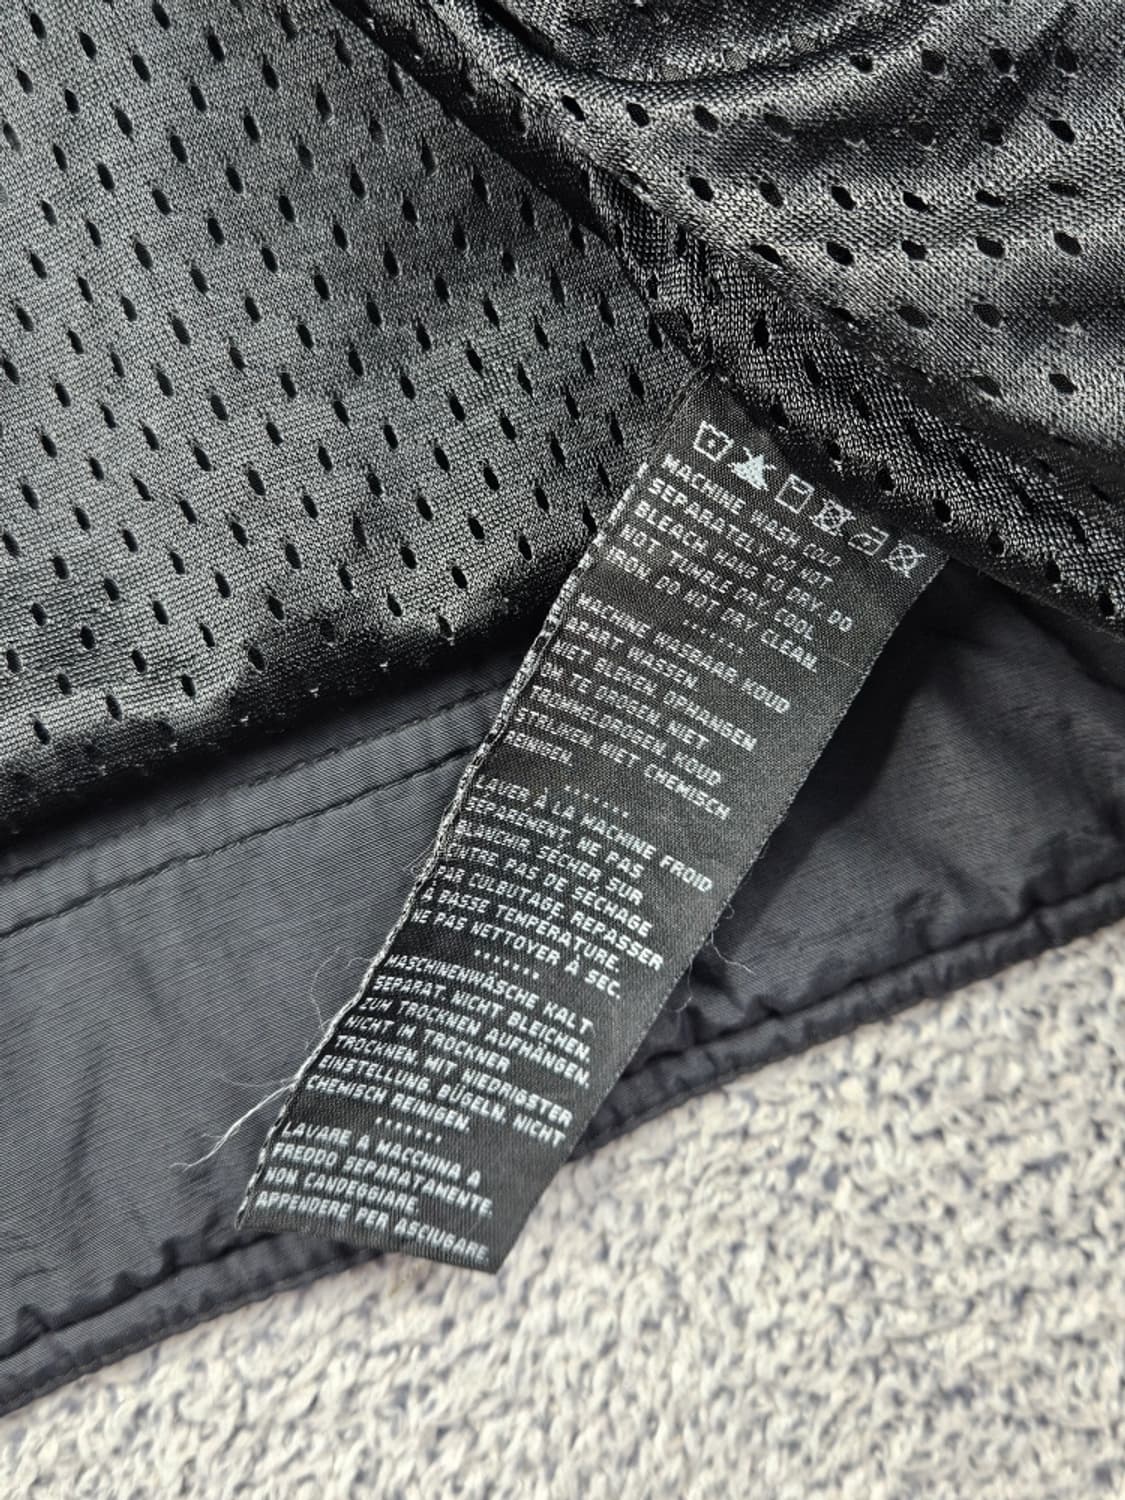 MACHINE WASH COLD
SEPARATELY DO NOT
BLEACH HANG TO DRY. DO
NOT TUMBLE DRY. COOL
IRON. DO NOT DRY CLEAN.
.......
MACHINE WASBAAR KOUD
APART WASSEN.
NIET BLEKEN. OPHANGEN
OM TE DROGEN. NIET
TROMMELDROGEN. KOUD
STRIJKEN. NIET CHEMISCH
REINIGEN.
.......
LAVER À LA MACHINE FROID
SEPAREMENT. NE PAS
BLANCHIR. SECHER SUR
CINTRE PAS DE SECHAGE
PAR CULBUTAGE. REPASSER
À BASSE TEMPÉRATURE.
NE PAS NETTOYER À SEC.
.......
MASCHINENWÄSCHE KALT
SEPARAT. NICHT BLEICHEN.
ZUM TROCKNEN AUFHÄNGEN.
NICHT IM TROCKNER
TROCKNEN. MIT NIEDRIGSTER
EINSTELLUNG. BÜGELN. NICHT
CHEMISCH REINIGEN.
.......
LAVARE A MACCHINA A
FREDDO SEPARATAMENTE.
NON CANDEGGIARE.
APPENDERE PER ASCIUGARE.